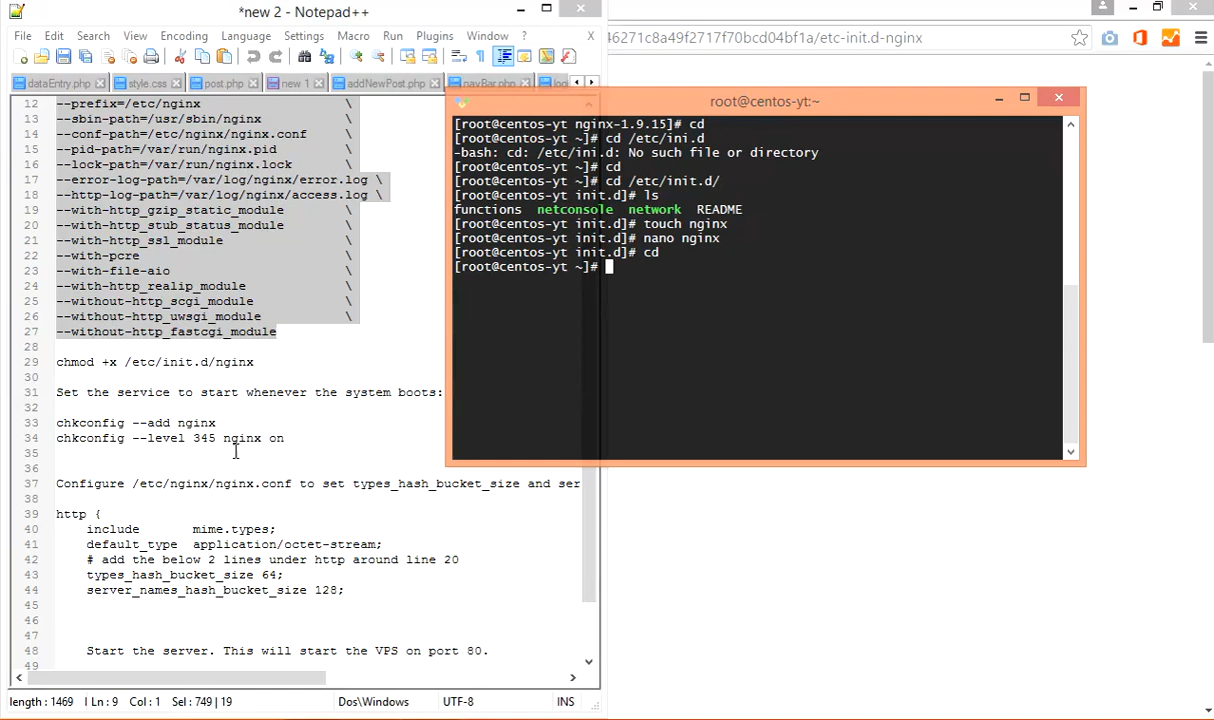 *new 2 - Notepad++
File Edit Search View Encoding Language Settings Macro Run Plugins Window ? X
dataEntry.php style.css post.php new 1 addNewPost.php navBar.php
12 --prefix=/etc/nginx \
13 --sbin-path=/usr/sbin/nginx \
14 --conf-path=/etc/nginx/nginx.conf \
15 --pid-path=/var/run/nginx.pid \
16 --lock-path=/var/run/nginx.lock \
17 --error-log-path=/var/log/nginx/error.log \
18 --http-log-path=/var/log/nginx/access.log \
19 --with-http_gzip_static_module \
20 --with-http_stub_status_module \
21 --with-http_ssl_module \
22 --with-pcre \
23 --with-file-aio \
24 --with-http_realip_module \
25 --without-http_scgi_module \
26 --without-http_uwsgi_module \
27 --without-http_fastcgi_module
28
29 chmod +x /etc/init.d/nginx
30
31 Set the service to start whenever the system boots:
32
33 chkconfig --add nginx
34 chkconfig --level 345 nginx on
35
36
37 Configure /etc/nginx/nginx.conf to set types_hash_bucket_size and ser
38
39 http {
40 include mime.types;
41 default_type application/octet-stream;
42 # add the below 2 lines under http around line 20
43 types_hash_bucket_size 64;
44 server_names_hash_bucket_size 128;
45
46
47
48 Start the server. This will start the VPS on port 80.
49
length : 1469 Ln : 9 Col : 1 Sel : 749 | 19 Dos\Windows UTF-8 INS
46271c8a49f2717f70bcd04bf1a/etc-init.d-nginx
root@centos-yt:~
[root@centos-yt nginx-1.9.15]# cd
[root@centos-yt ~]# cd /etc/ini.d
-bash: cd: /etc/ini.d: No such file or directory
[root@centos-yt ~]# cd
[root@centos-yt ~]# cd /etc/init.d/
[root@centos-yt init.d]# ls
functions netconsole network README
[root@centos-yt init.d]# touch nginx
[root@centos-yt init.d]# nano nginx
[root@centos-yt init.d]# cd
[root@centos-yt ~]#